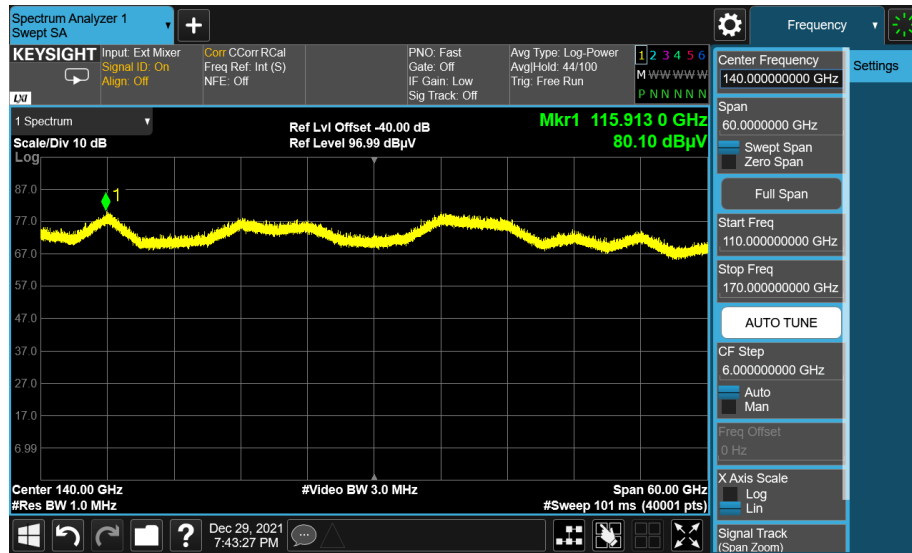 Spectrum Analyzer 1
Swept SA
+
Frequency
KEYSIGHT
LXI
Input: Ext Mixer
Signal ID: On
Align: Off
Corr CCorr RCal
Freq Ref: Int (S)
NFE: Off
PNO: Fast
Gate: Off
IF Gain: Low
Sig Track: Off
Avg Type: Log-Power
Avg|Hold: 44/100
Trig: Free Run
1 2 3 4 5 6
M W W W W W
P N N N N N
1 Spectrum
Scale/Div 10 dB
Ref Lvl Offset -40.00 dB
Ref Level 96.99 dBµV
Mkr1 115.913 0 GHz
80.10 dBµV
Log
87.0
77.0
67.0
57.0
47.0
37.0
27.0
17.0
6.99
1
Center 140.00 GHz
#Res BW 1.0 MHz
#Video BW 3.0 MHz
Span 60.00 GHz
#Sweep 101 ms (40001 pts)
?
Dec 29, 2021
7:43:27 PM
Center Frequency
140.000000000 GHz
Settings
Span
60.0000000 GHz
Swept Span
Zero Span
Full Span
Start Freq
110.000000000 GHz
Stop Freq
170.000000000 GHz
AUTO TUNE
CF Step
6.000000000 GHz
Auto
Man
Freq Offset
0 Hz
X Axis Scale
Log
Lin
Signal Track
(Span Zoom)